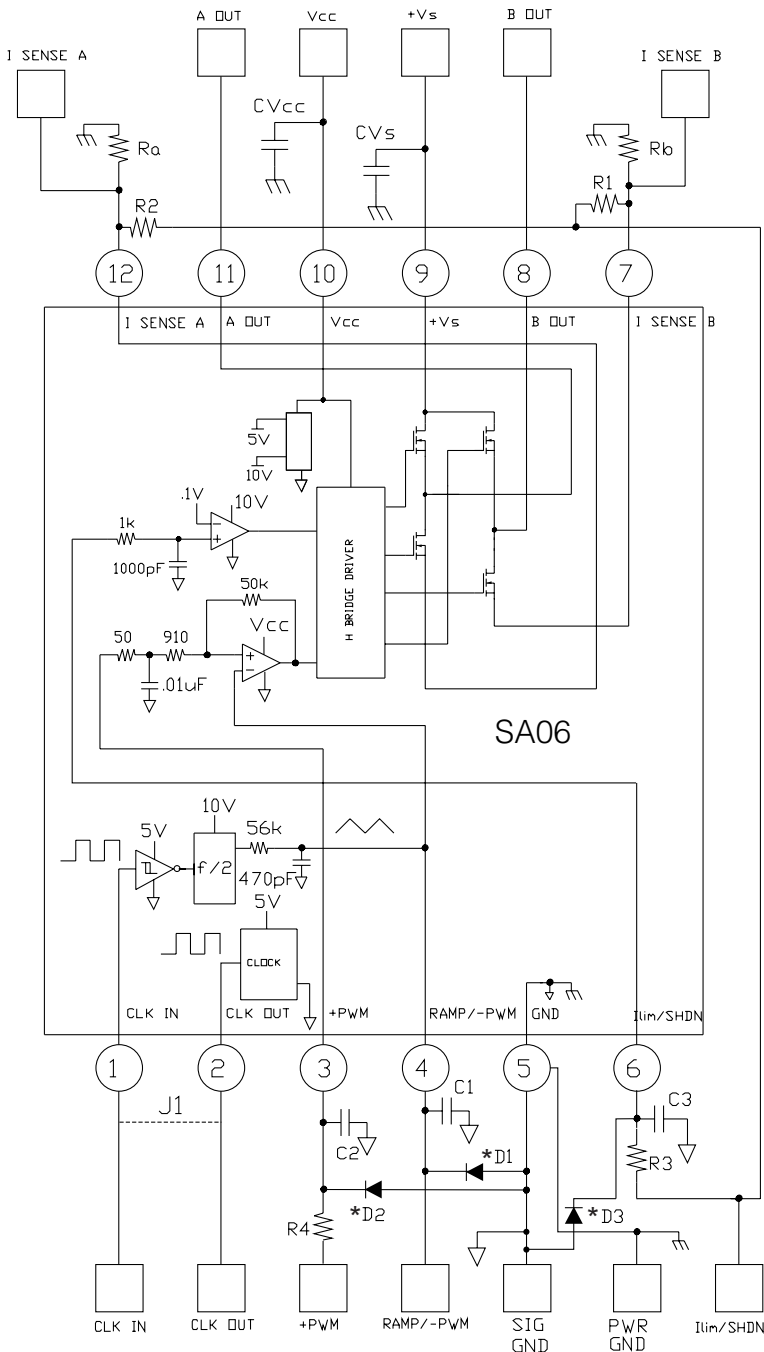 A OUT
Vcc
+Vs
B OUT
I SENSE A
I SENSE B
CVcc
CVs
Ra
Rb
R1
R2
12
11
10
9
8
7
I SENSE A
A OUT
Vcc
+Vs
B OUT
I SENSE B
5V
10V
.1V
10V
1k
1000pF
50k
H BRIDGE DRIVER
Vcc
50
910
.01uF
SA06
10V
5V
56k
f/2
470pF
5V
CLOCK
CLK IN
CLK OUT
+PWM
RAMP/-PWM
GND
Ilim/SHDN
1
2
3
4
5
6
J1
C1
C2
C3
*D1
R3
*D2
*D3
R4
CLK IN
CLK OUT
+PWM
RAMP/-PWM
SIG
GND
PWR
GND
Ilim/SHDN